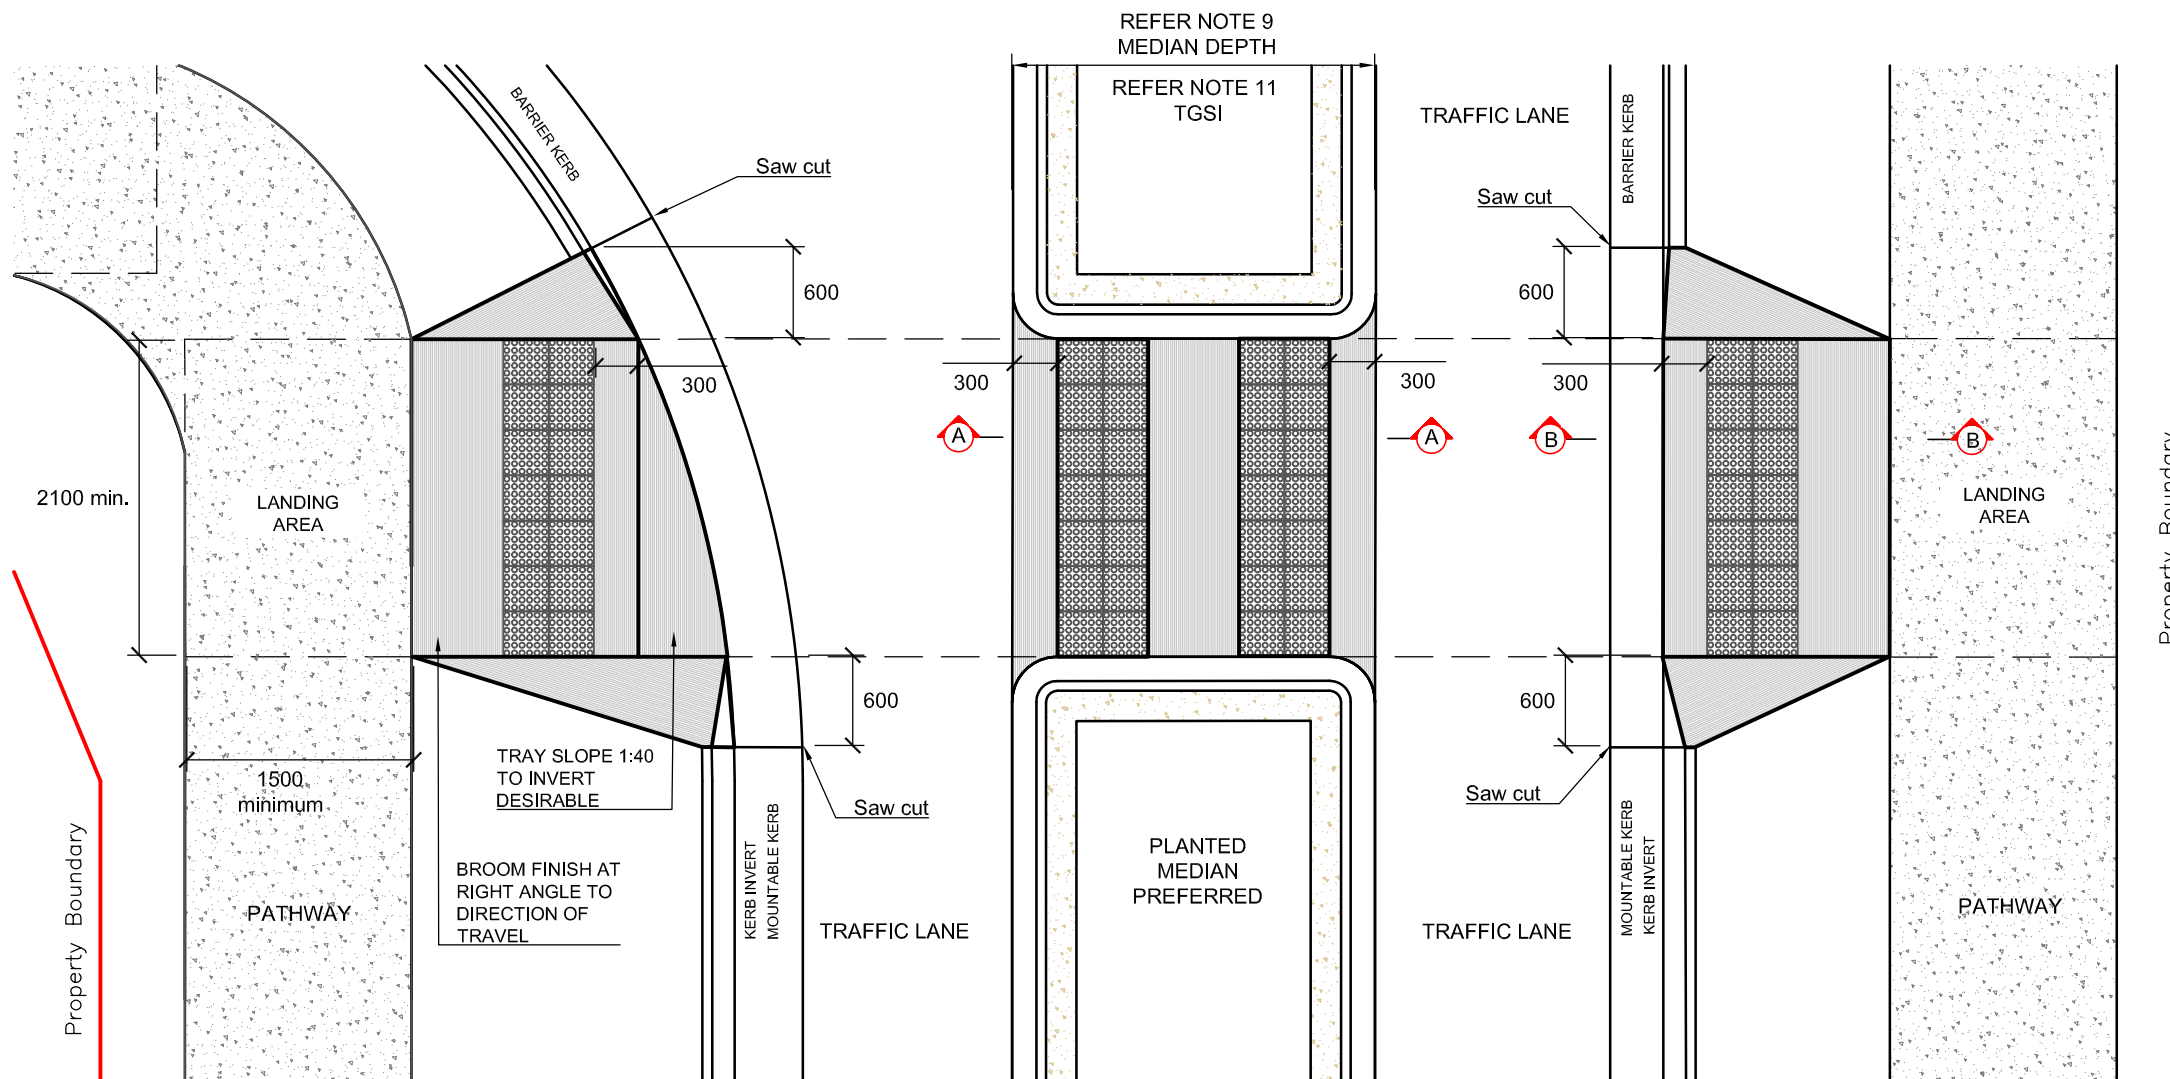 REFER NOTE 9
MEDIAN DEPTH
REFER NOTE 11
TGSI
TRAFFIC LANE
BARRIER KERB
BARRIER KERB
Saw cut
Saw cut
600
600
300
300
300
300
A
A
B
B
2100 min.
LANDING
AREA
LANDING
AREA
Property Boundary
600
600
TRAY SLOPE 1:40
TO INVERT
DESIRABLE
1500
minimum
Saw cut
Saw cut
Property Boundary
BROOM FINISH AT
RIGHT ANGLE TO
DIRECTION OF
TRAVEL
KERB INVERT
MOUNTABLE KERB
PLANTED
MEDIAN
PREFERRED
MOUNTABLE KERB
KERB INVERT
PATHWAY
PATHWAY
TRAFFIC LANE
TRAFFIC LANE